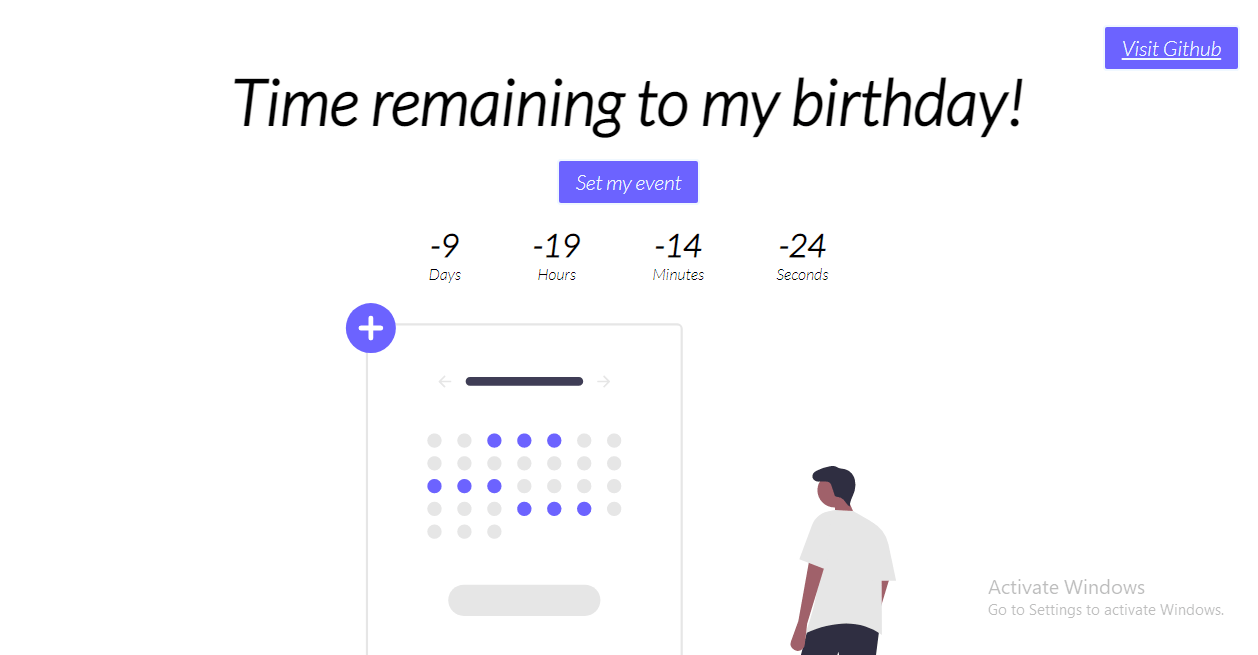 Visit Github
Time remaining to my birthday!
Set my event
-9 -19 -14 -24
Days Hours Minutes Seconds
Activate Windows
Go to Settings to activate Windows.